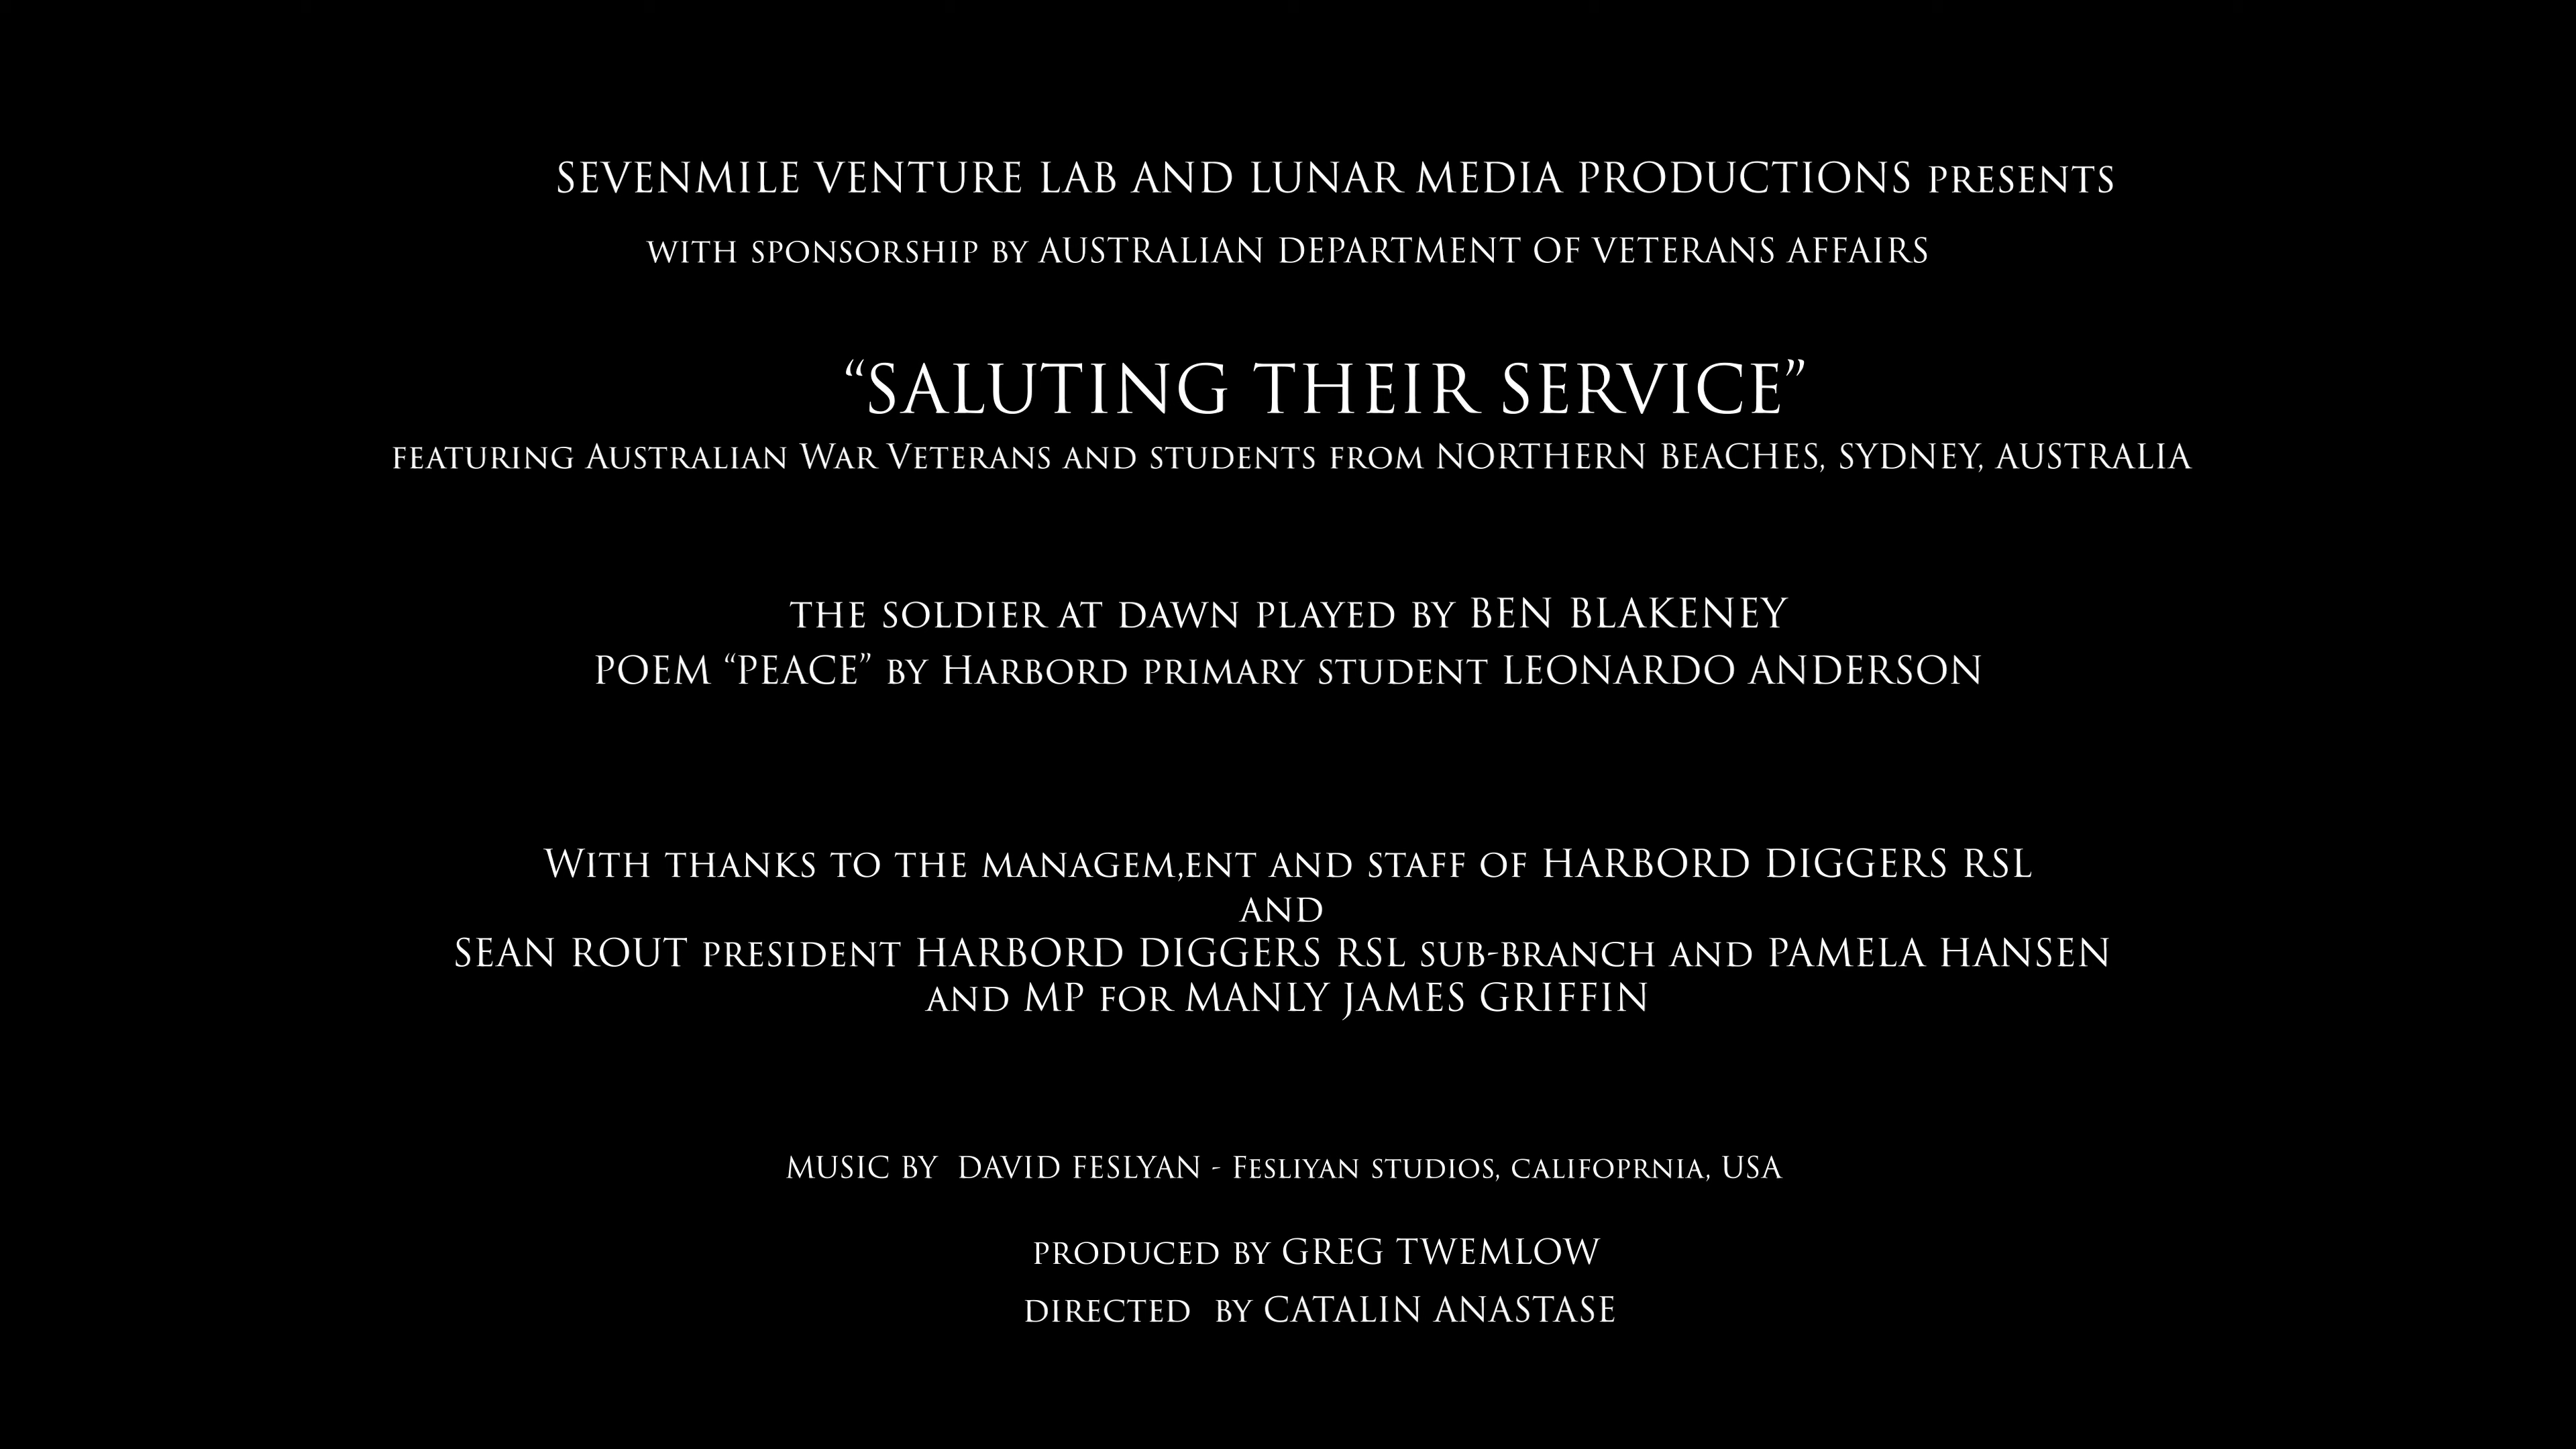 SEVENMILE VENTURE LAB AND LUNAR MEDIA PRODUCTIONS PRESENTS
WITH SPONSORSHIP BY AUSTRALIAN DEPARTMENT OF VETERANS AFFAIRS
“SALUTING THEIR SERVICE”
FEATURING AUSTRALIAN WAR VETERANS AND STUDENTS FROM NORTHERN BEACHES, SYDNEY, AUSTRALIA
THE SOLDIER AT DAWN PLAYED BY BEN BLAKENEY
POEM “PEACE” BY HARBORD PRIMARY STUDENT LEONARDO ANDERSON
WITH THANKS TO THE MANAGEM,ENT AND STAFF OF HARBORD DIGGERS RSL
AND
SEAN ROUT PRESIDENT HARBORD DIGGERS RSL SUB-BRANCH AND PAMELA HANSEN
AND MP FOR MANLY JAMES GRIFFIN
MUSIC BY DAVID FESLYAN - FESLIYAN STUDIOS, CALIFOPRNIA, USA
PRODUCED BY GREG TWEMLOW
DIRECTED BY CATALIN ANASTASE